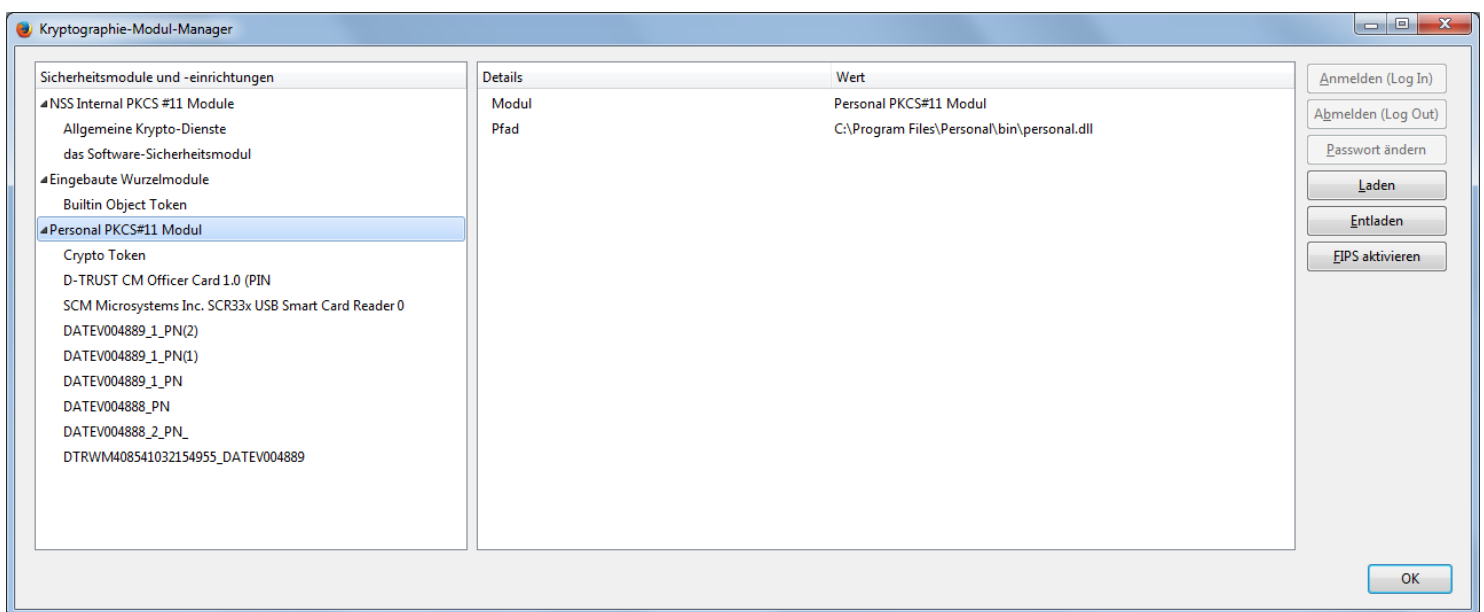 Kryptographie-Modul-Manager
Sicherheitsmodule und -einrichtungen
NSS Internal PKCS #11 Module
Allgemeine Krypto-Dienste
das Software-Sicherheitsmodul
Eingebaute Wurzelmodule
Builtin Object Token
Personal PKCS#11 Modul
Crypto Token
D-TRUST CM Officer Card 1.0 (PIN
SCM Microsystems Inc. SCR33x USB Smart Card Reader 0
DATEV004889_1_PN(2)
DATEV004889_1_PN(1)
DATEV004889_1_PN
DATEV004888_PN
DATEV004888_2_PN_
DTRWM408541032154955_DATEV004889
Details Wert
Modul Personal PKCS#11 Modul
Pfad C:\Program Files\Personal\bin\personal.dll
Anmelden (Log In)
Abmelden (Log Out)
Passwort ändern
Laden
Entladen
FIPS aktivieren
OK